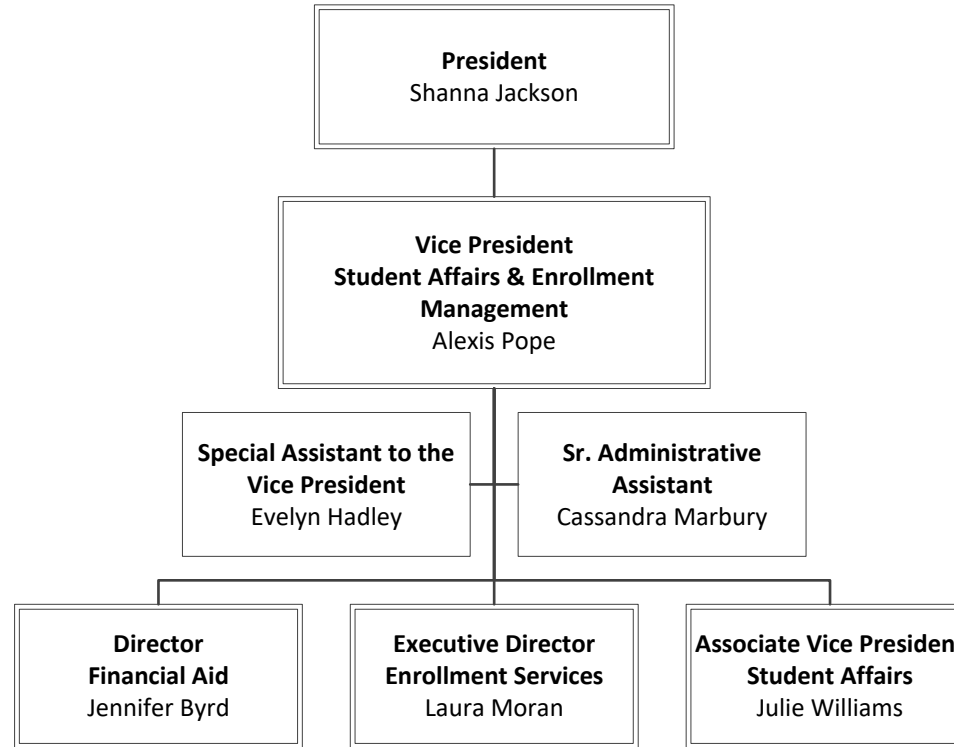 President
Shanna Jackson
Vice President
Student Affairs & Enrollment
Management
Alexis Pope
Special Assistant to the
Vice President
Evelyn Hadley
Sr. Administrative
Assistant
Cassandra Marbury
Director
Financial Aid
Jennifer Byrd
Executive Director
Enrollment Services
Laura Moran
Associate Vice President
Student Affairs
Julie Williams